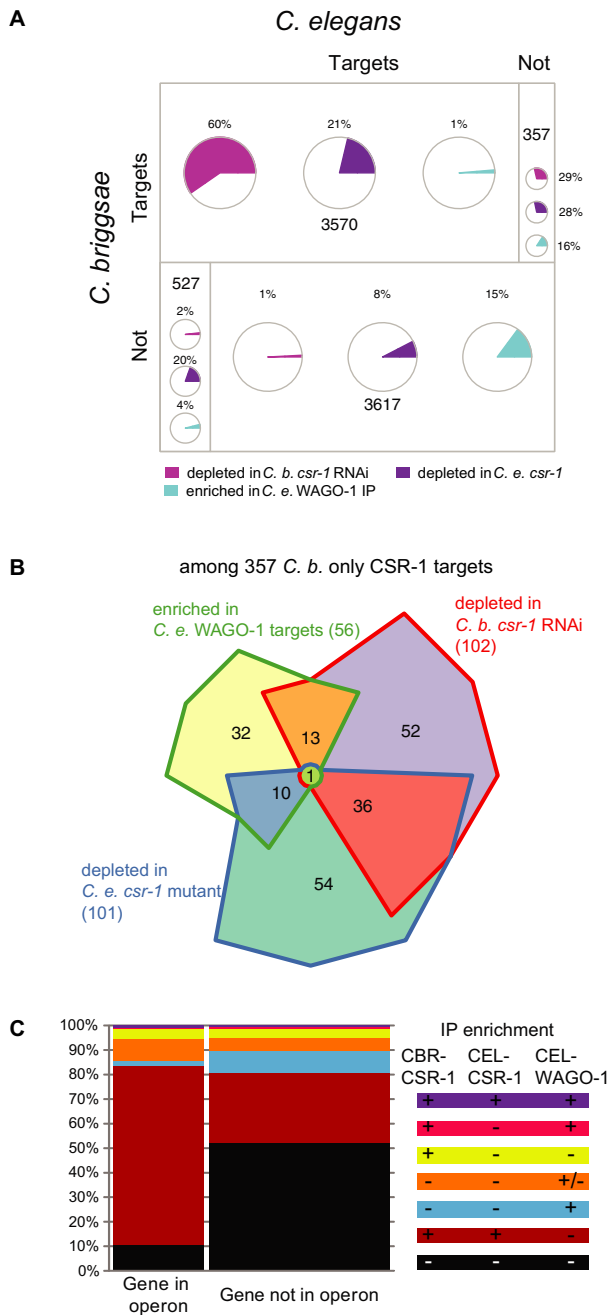 A
C. elegans
Targets
Not
C. briggsae
Targets
60%
21%
1%
3570
357
29%
28%
16%
Not
527
2%
20%
4%
1%
8%
15%
3617
depleted in C. b. csr-1 RNAi
depleted in C. e. csr-1
enriched in C. e. WAGO-1 IP
B
among 357 C. b. only CSR-1 targets
enriched in
C. e. WAGO-1 targets (56)
depleted in
C. b. csr-1 RNAi
(102)
32
13
52
1
10
36
54
depleted in
C. e. csr-1 mutant
(101)
C
100%
90%
80%
70%
60%
50%
40%
30%
20%
10%
0%
Gene in
operon
Gene not in operon
IP enrichment
CBR- CEL- CEL-
CSR-1 CSR-1 WAGO-1
+ + +
+ - +
+ - -
- - +/-
- - +
+ + -
- - -